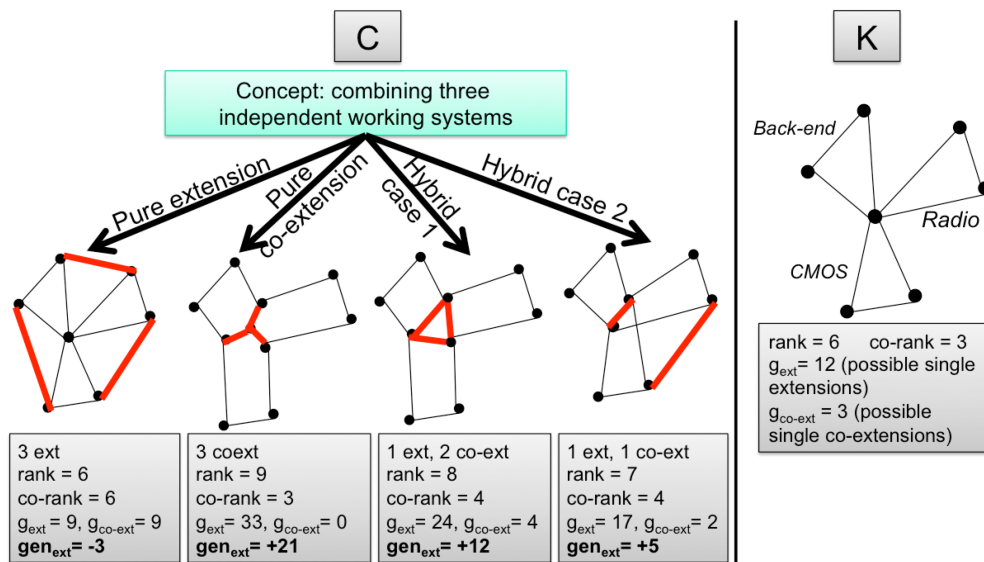 C
Concept: combining three
independent working systems
Pure extension
Pure
co-extension
Hybrid
case 1
Hybrid case 2
3 ext
rank = 6
co-rank = 6
gext= 9, gco-ext= 9
genext= -3
3 coext
rank = 9
co-rank = 3
gext= 33, gco-ext= 0
genext= +21
1 ext, 2 co-ext
rank = 8
co-rank = 4
gext= 24, gco-ext= 4
genext= +12
1 ext, 1 co-ext
rank = 7
co-rank = 4
gext= 17, gco-ext= 2
genext= +5
K
Back-end
Radio
CMOS
rank = 6 co-rank = 3
gext= 12 (possible single
extensions)
gco-ext = 3 (possible
single co-extensions)